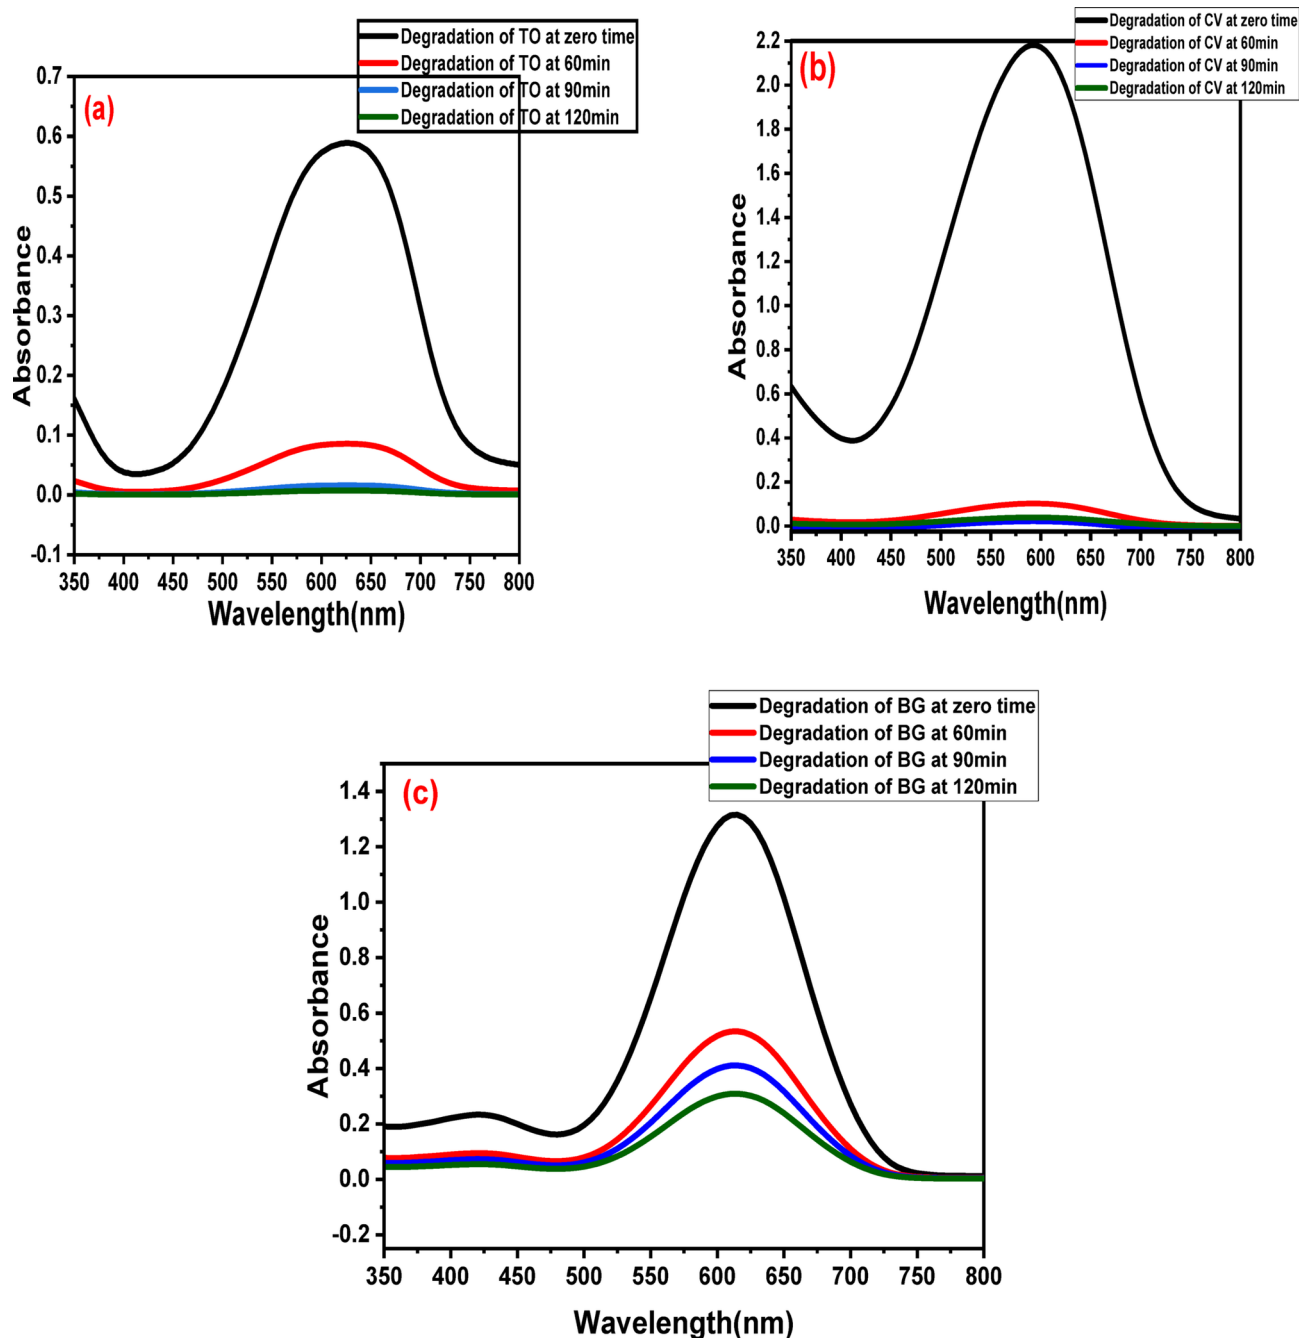 Degradation of TO at zero time
Degradation of TO at 60min
Degradation of TO at 90min
Degradation of TO at 120min
(a)
0.7
0.6
0.5
0.4
0.3
0.2
0.1
0.0
-0.1
Absorbance
350 400 450 500 550 600 650 700 750 800
Wavelength(nm)
Degradation of CV at zero time
Degradation of CV at 60min
Degradation of CV at 90min
Degradation of CV at 120min
(b)
2.2
2.0
1.8
1.6
1.4
1.2
1.0
0.8
0.6
0.4
0.2
0.0
Absorbance
350 400 450 500 550 600 650 700 750 800
Wavelength(nm)
Degradation of BG at zero time
Degradation of BG at 60min
Degradation of BG at 90min
Degradation of BG at 120min
(c)
1.4
1.2
1.0
0.8
0.6
0.4
0.2
0.0
-0.2
Absorbance
350 400 450 500 550 600 650 700 750 800
Wavelength(nm)